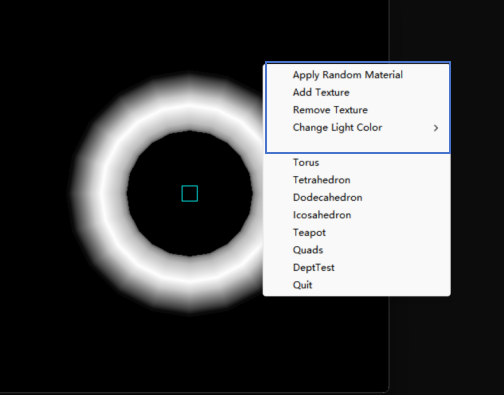 Apply Random Material
Add Texture
Remove Texture
Change Light Color
Torus
Tetrahedron
Dodecahedron
Icosahedron
Teapot
Quads
DeptTest
Quit